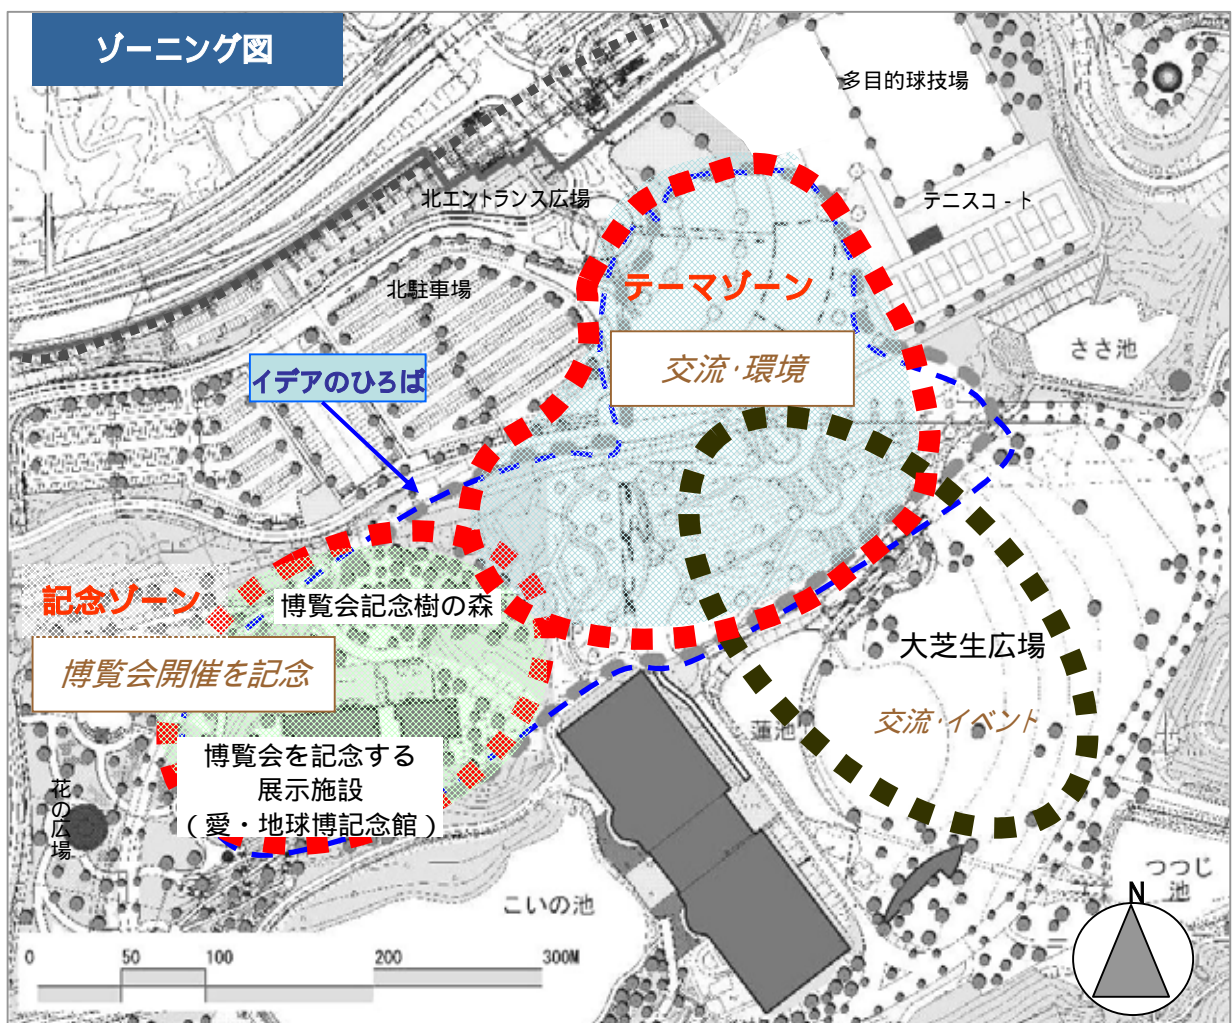 ゾーニング図
多目的球技場
北エントランス広場
テニスコ-ト
テーマゾーン
北駐車場
交流・環境
ささ池
イデアのひろば
記念ゾーン
博覧会記念樹の森
博覧会開催を記念
大芝生広場
交流・イベント
蓮池
博覧会を記念する
展示施設
（愛・地球博記念館）
花の広場
こいの池
つつじ
池
N
0 50 100 200 300M